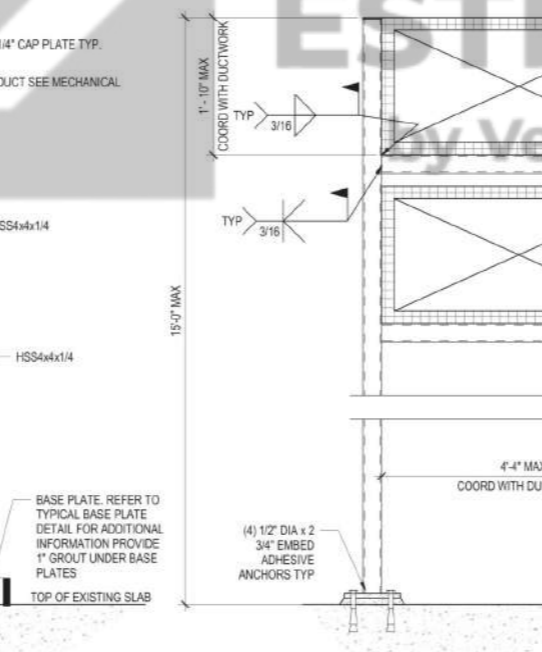 1/4" CAP PLATE TYP.
DUCT SEE MECHANICAL
HSS4x4x1/4
HSS4x4x1/4
BASE PLATE. REFER TO
TYPICAL BASE PLATE
DETAIL FOR ADDITIONAL
INFORMATION PROVIDE
1" GROUT UNDER BASE
PLATES
TOP OF EXISTING SLAB
15'-0" MAX
1'- 10" MAX
COORD WITH DUCTWORK
TYP
3/16
TYP
3/16
4'-4" MAX
COORD WITH DU
(4) 1/2" DIA x 2
3/4" EMBED
ADHESIVE
ANCHORS TYP
ESTI
by Ve